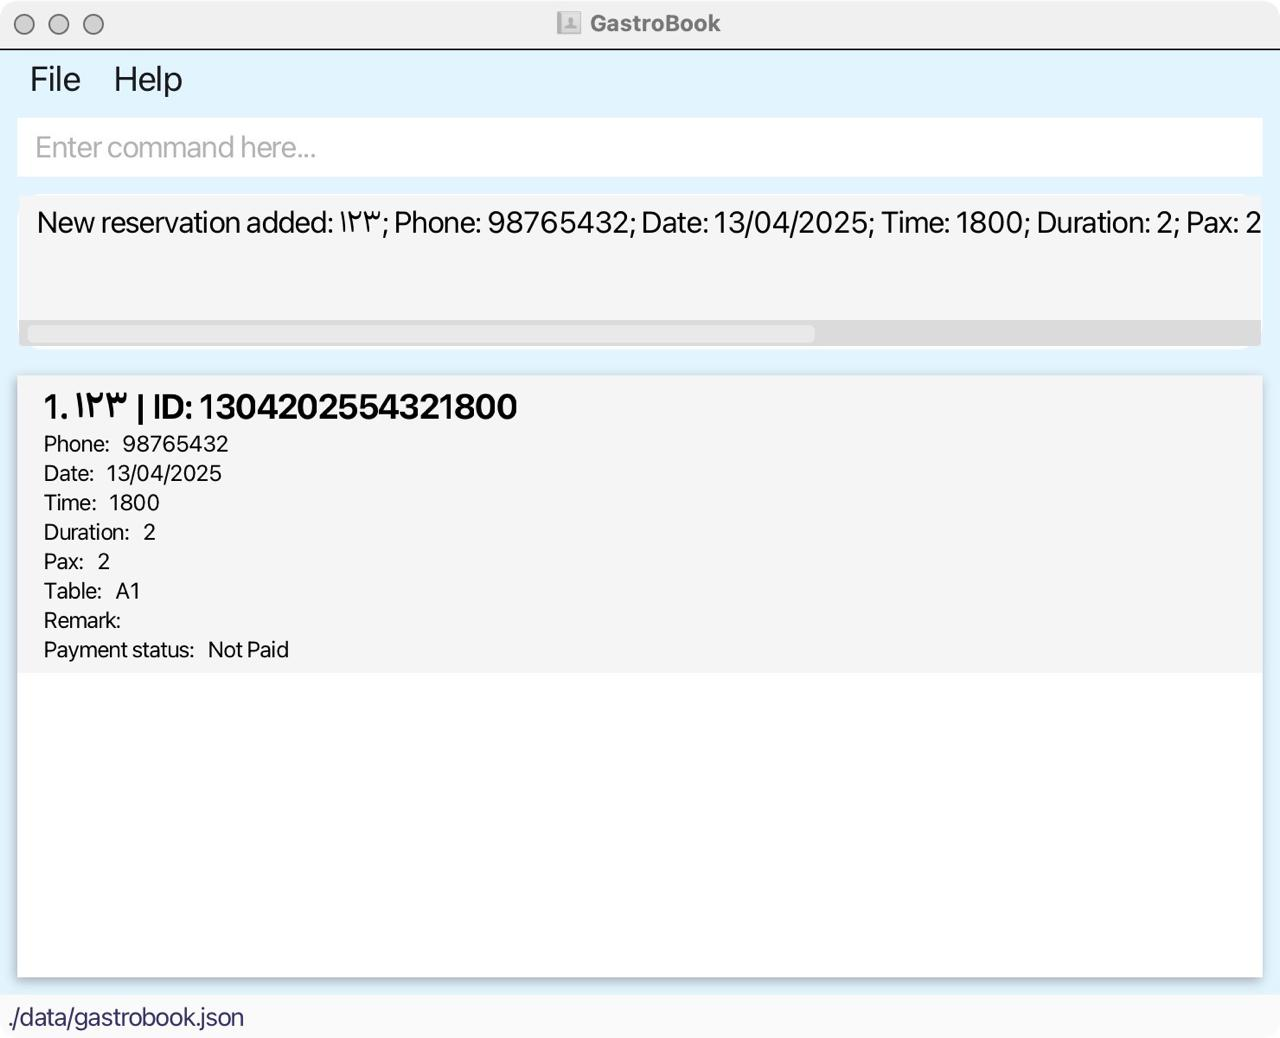 GastroBook
File Help
Enter command here...
New reservation added: ١٢٣; Phone: 98765432; Date: 13/04/2025; Time: 1800; Duration: 2; Pax: 2
1. ١٢٣ | ID: 1304202554321800
Phone: 98765432
Date: 13/04/2025
Time: 1800
Duration: 2
Pax: 2
Table: A1
Remark:
Payment status: Not Paid
./data/gastrobook.json